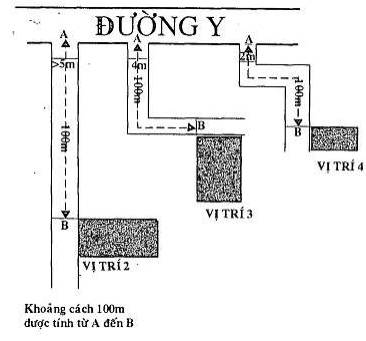 ĐƯỜNG Y
A
A
A
>5m
4m
2m
100m
100m
100m
B
B
B
VỊ TRÍ 4
VỊ TRÍ 3
VỊ TRÍ 2
Khoảng cách 100m
được tính từ A đến B